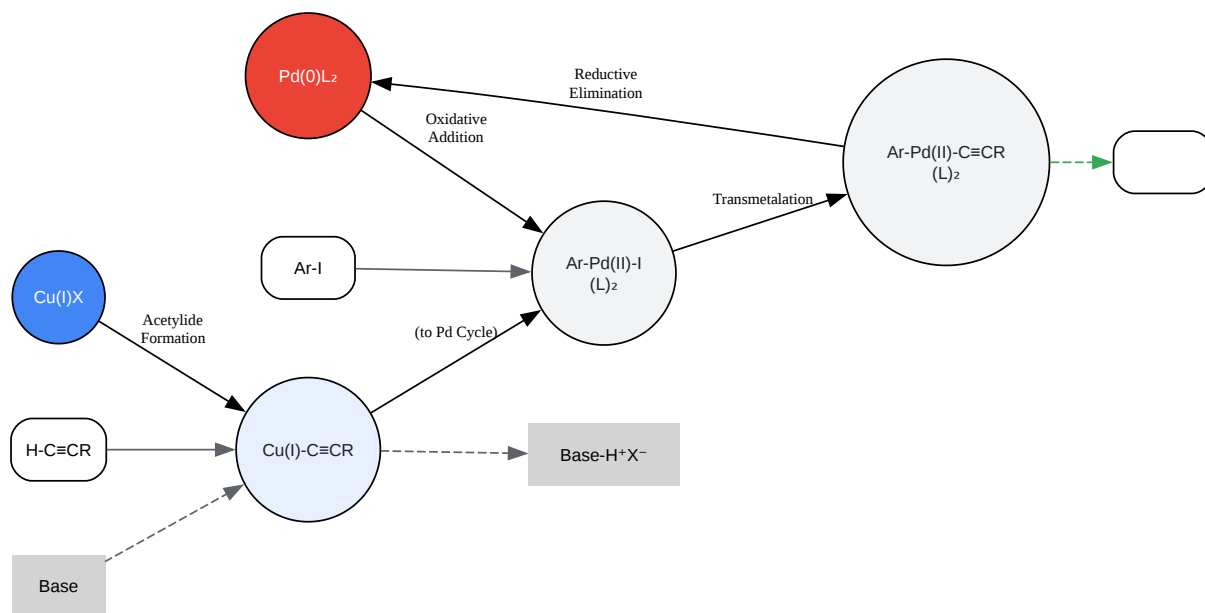 Pd(0)L₂
Reductive
Elimination
Oxidative
Addition
Ar-Pd(II)-C≡CR
(L)₂
Transmetalation
Ar-I
Ar-Pd(II)-I
(L)₂
Cu(I)X
Acetylide
Formation
(to Pd Cycle)
H-C≡CR
Cu(I)-C≡CR
Base-H⁺X⁻
Base